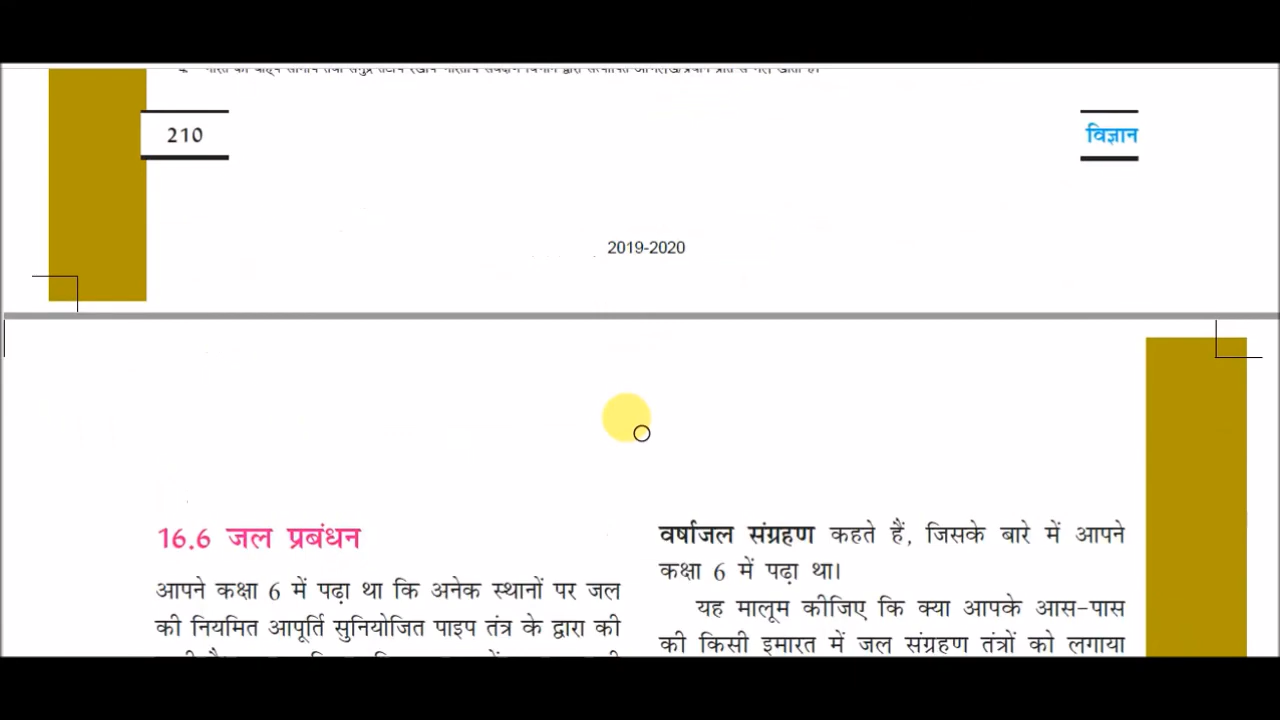 210
विज्ञान
2019-2020
16.6 जल प्रबंधन
आपने कक्षा 6 में पढ़ा था कि अनेक स्थानों पर जल
की नियमित आपूर्ति सुनियोजित पाइप तंत्र के द्वारा की
वर्षाजल संग्रहण कहते हैं, जिसके बारे में आपने
कक्षा 6 में पढ़ा था।
यह मालूम कीजिए कि क्या आपके आस-पास
की किसी इमारत में जल संग्रहण तंत्रों को लगाया